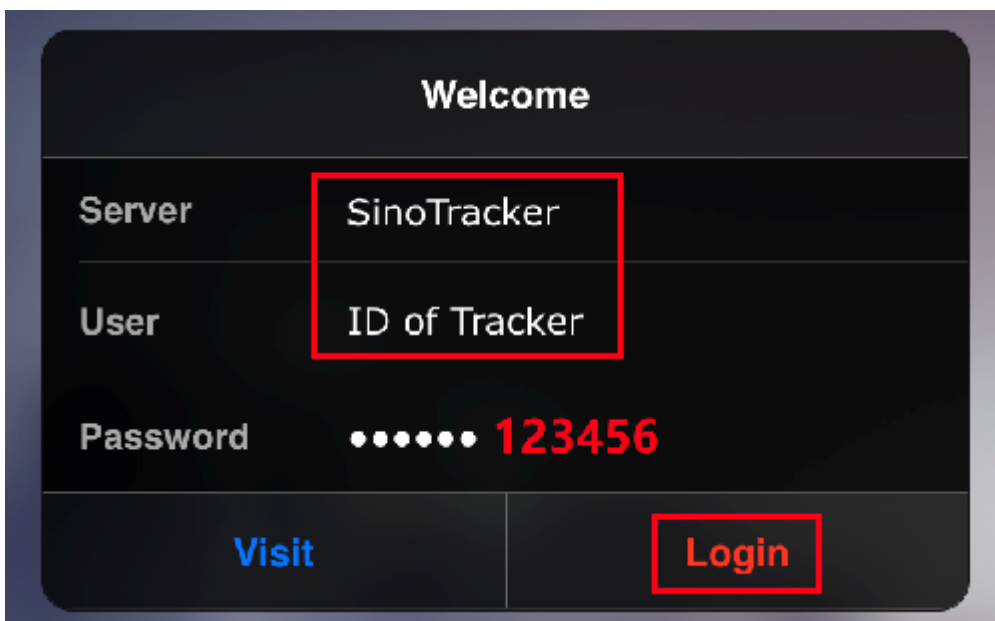 Welcome
Server SinoTracker
User ID of Tracker
Password •••••• 123456
Visit Login